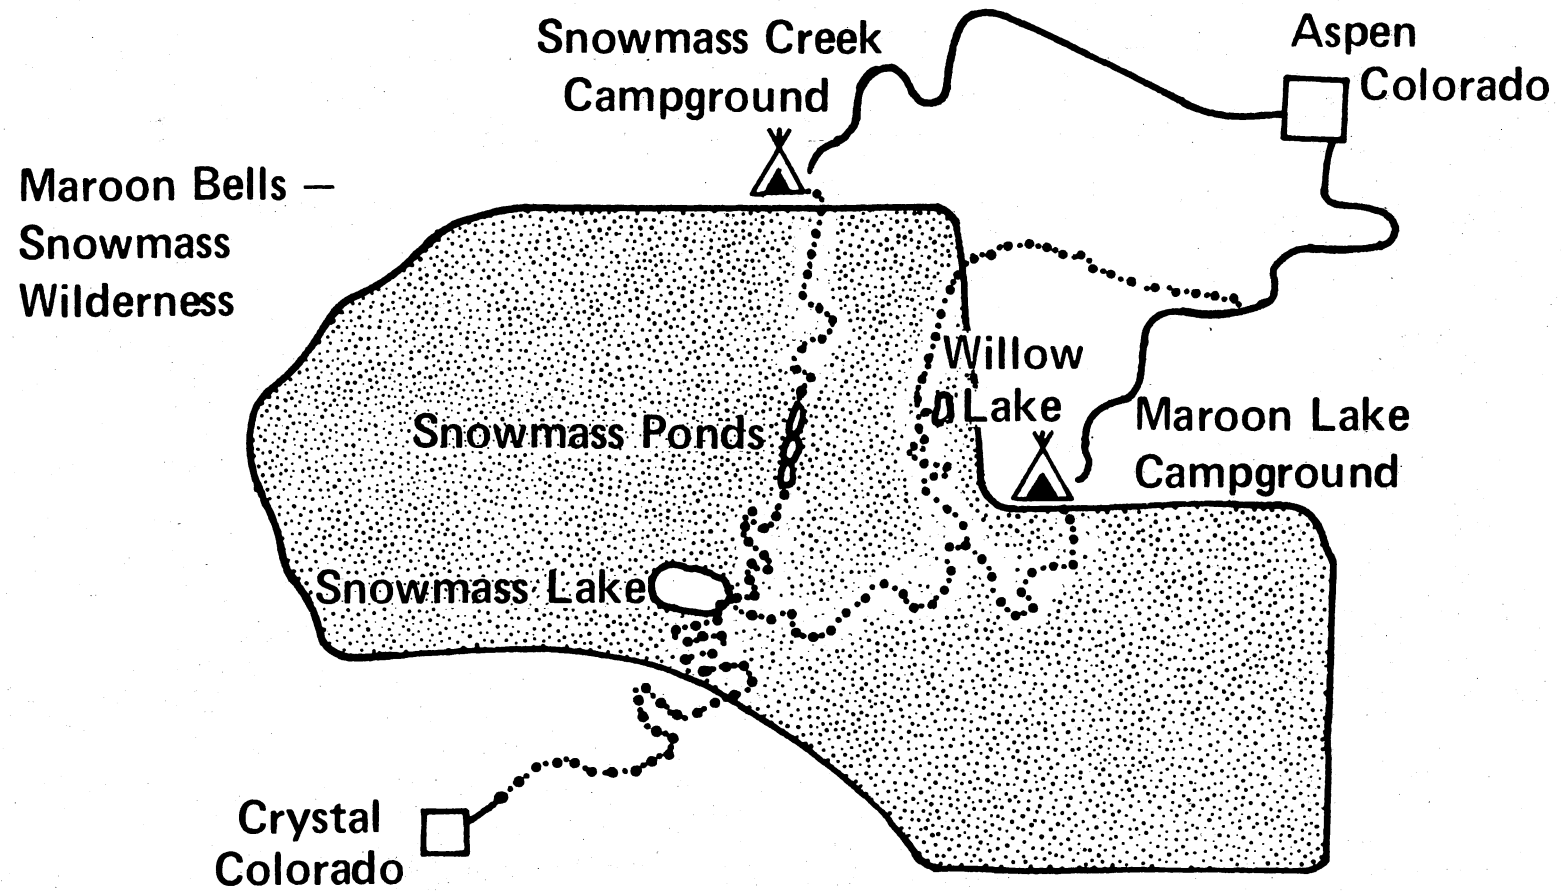 Snowmass Creek
Campground
Aspen
Colorado
Maroon Bells —
Snowmass
Wilderness
Willow
Lake
Maroon Lake
Campground
Snowmass Ponds
Snowmass Lake
Crystal
Colorado